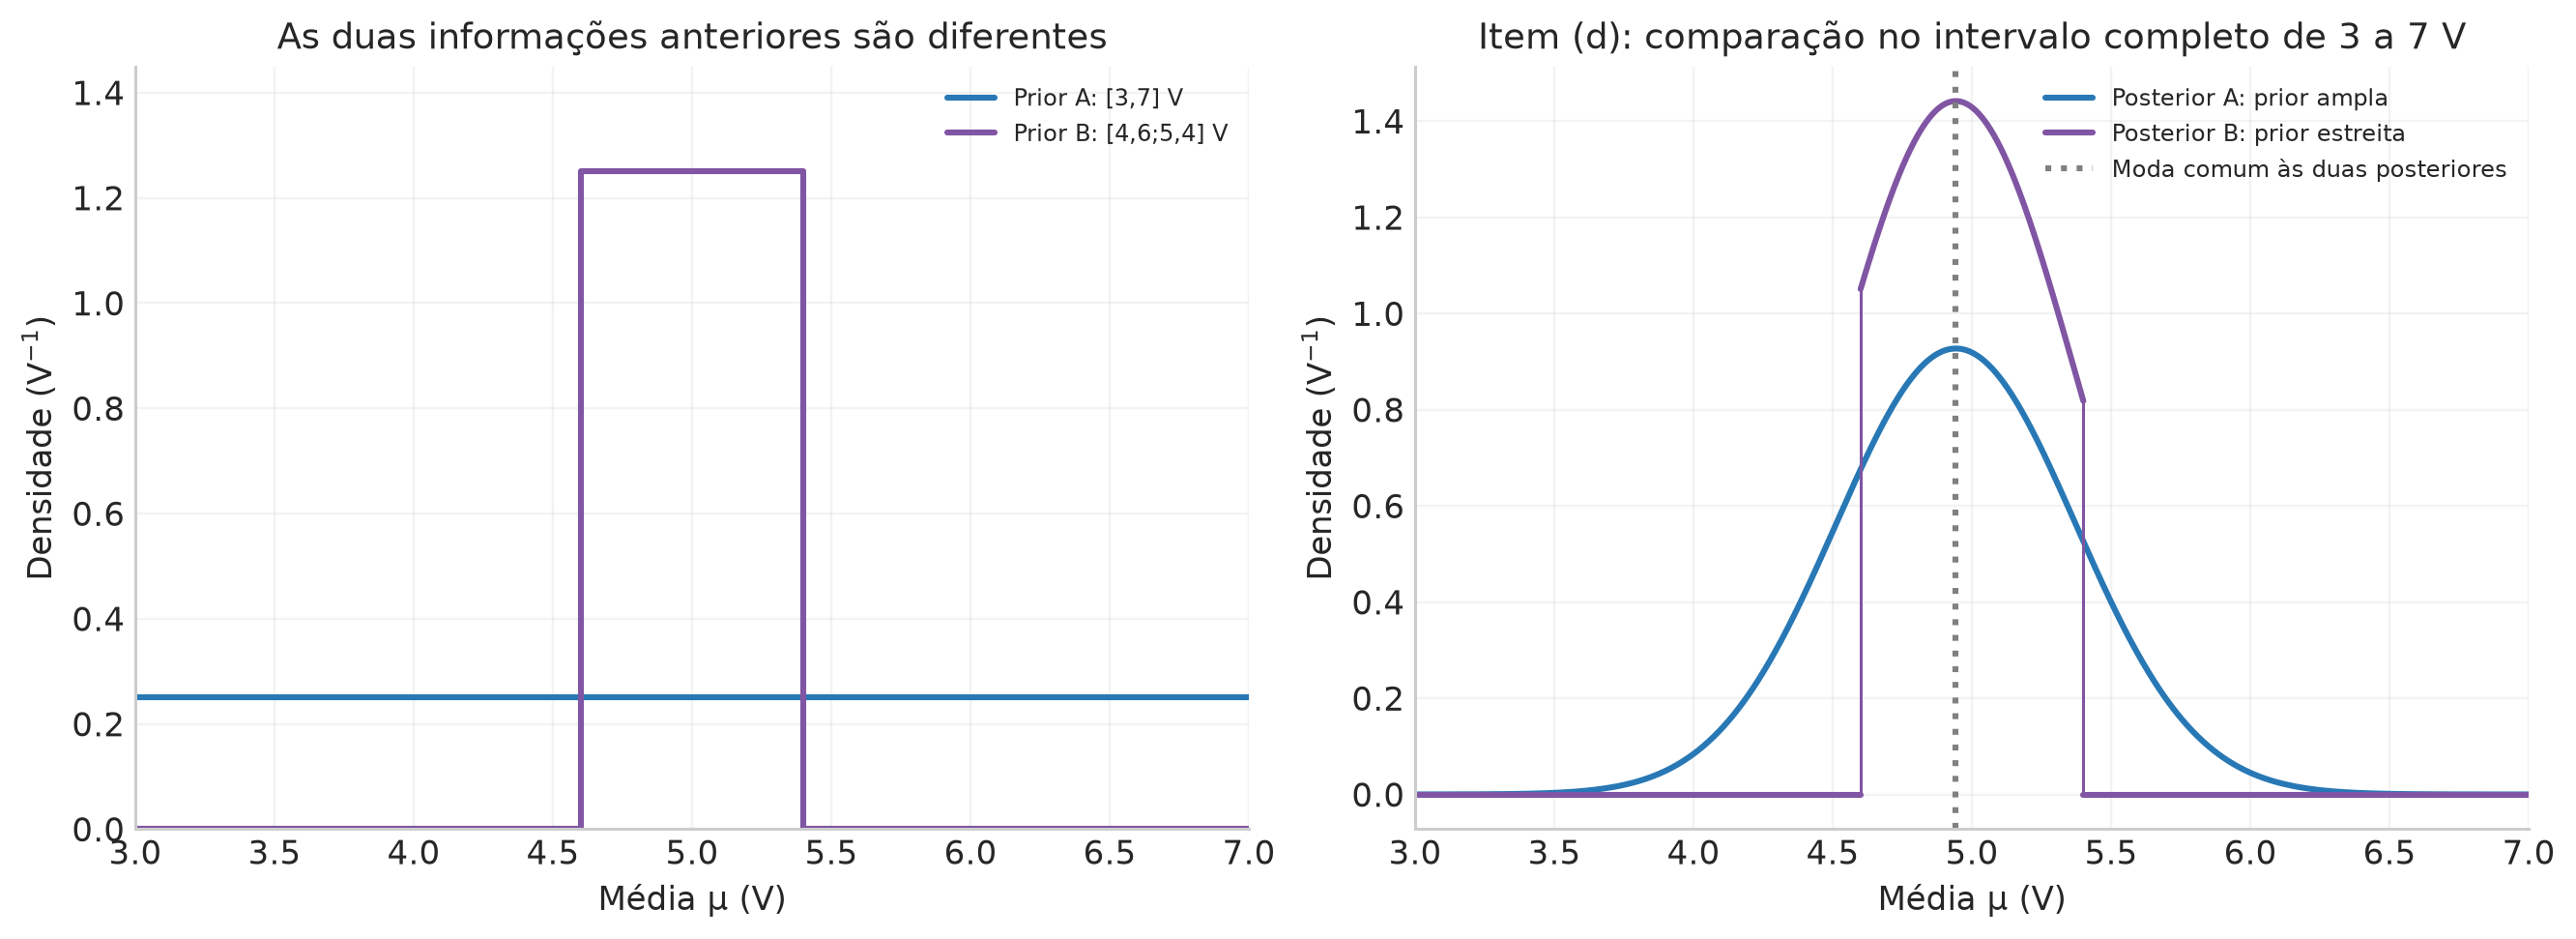 As duas informações anteriores são diferentes
1.4
1.2
1.0
0.8
0.6
0.4
0.2
0.0
Densidade (V⁻¹)
Prior A: [3,7] V
Prior B: [4,6;5,4] V
3.0 3.5 4.0 4.5 5.0 5.5 6.0 6.5 7.0
Média μ (V)
Item (d): comparação no intervalo completo de 3 a 7 V
1.4
1.2
1.0
0.8
0.6
0.4
0.2
0.0
Densidade (V⁻¹)
Posterior A: prior ampla
Posterior B: prior estreita
Moda comum às duas posteriores
3.0 3.5 4.0 4.5 5.0 5.5 6.0 6.5 7.0
Média μ (V)